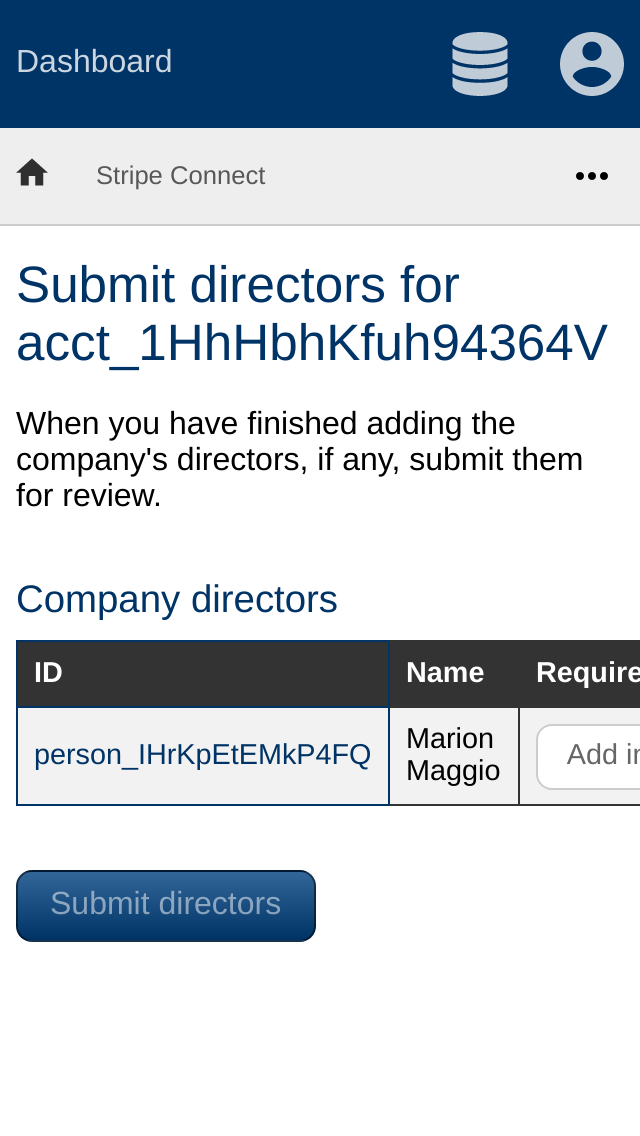 Dashboard
Stripe Connect
Submit directors for
acct_1HhHbhKfuh94364V
When you have finished adding the
company's directors, if any, submit them
for review.
Company directors
ID Name Require
person_IHrKpEtEMkP4FQ Marion Maggio Add in
Submit directors